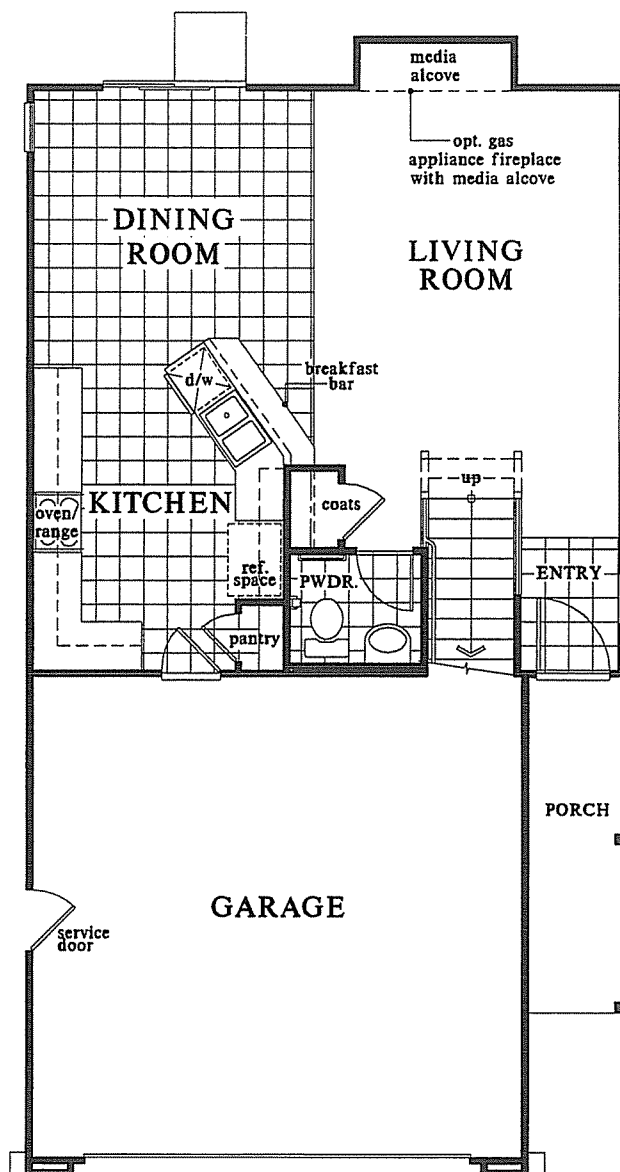 media
alcove
opt. gas
appliance fireplace
with media alcove
DINING
ROOM
LIVING
ROOM
breakfast
bar
d/w
up
KITCHEN
oven/
range
coats
ref.
space
PWDR.
ENTRY
pantry
PORCH
GARAGE
service
door